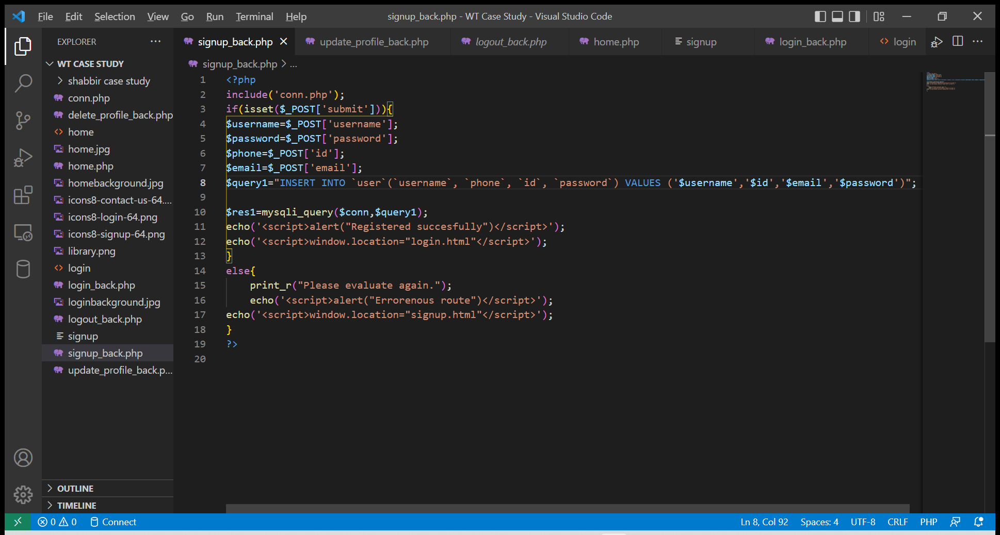 File Edit Selection View Go Run Terminal Help signup_back.php - WT Case Study - Visual Studio Code
EXPLORER ···
signup_back.php update_profile_back.php logout_back.php home.php signup login_back.php login ···
WT CASE STUDY
shabbir case study
conn.php
delete_profile_back.php
home
home.jpg
home.php
homebackground.jpg
icons8-contact-us-64....
icons8-login-64.png
icons8-signup-64.png
library.png
login
login_back.php
loginbackground.jpg
logout_back.php
signup
signup_back.php
update_profile_back.p...
OUTLINE
TIMELINE
signup_back.php > ...
1 <?php
2 include('conn.php');
3 if(isset($_POST['submit'])){
4 $username=$_POST['username'];
5 $password=$_POST['password'];
6 $phone=$_POST['id'];
7 $email=$_POST['email'];
8 $query1="INSERT INTO `user`(`username`, `phone`, `id`, `password`) VALUES ('$username','$id','$email','$password')";
9
10 $res1=mysqli_query($conn,$query1);
11 echo('<script>alert("Registered succesfully")</script>');
12 echo('<script>window.location="login.html"</script>');
13 }
14 else{
15     print_r("Please evaluate again.");
16     echo('<script>alert("Errorenous route")</script>');
17 echo('<script>window.location="signup.html"</script>');
18 }
19 ?>
20
0 0 Connect Ln 8, Col 92 Spaces: 4 UTF-8 CRLF PHP